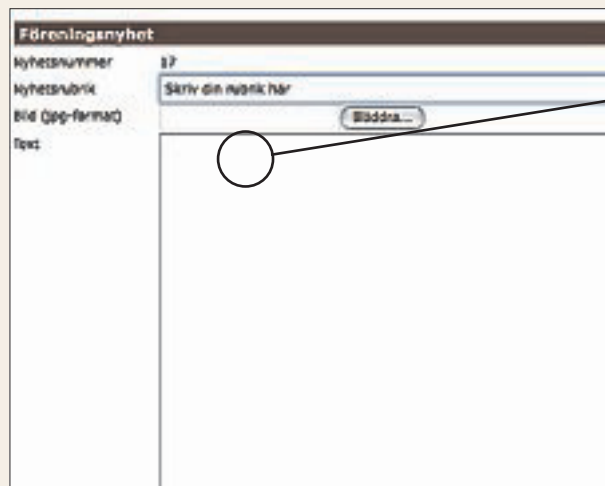 Föreningsnyhet
Nyhetsnummer 17
Nyhetsrubrik Skriv din rubrik här
Bild (jpg-format) Bläddra...
Text